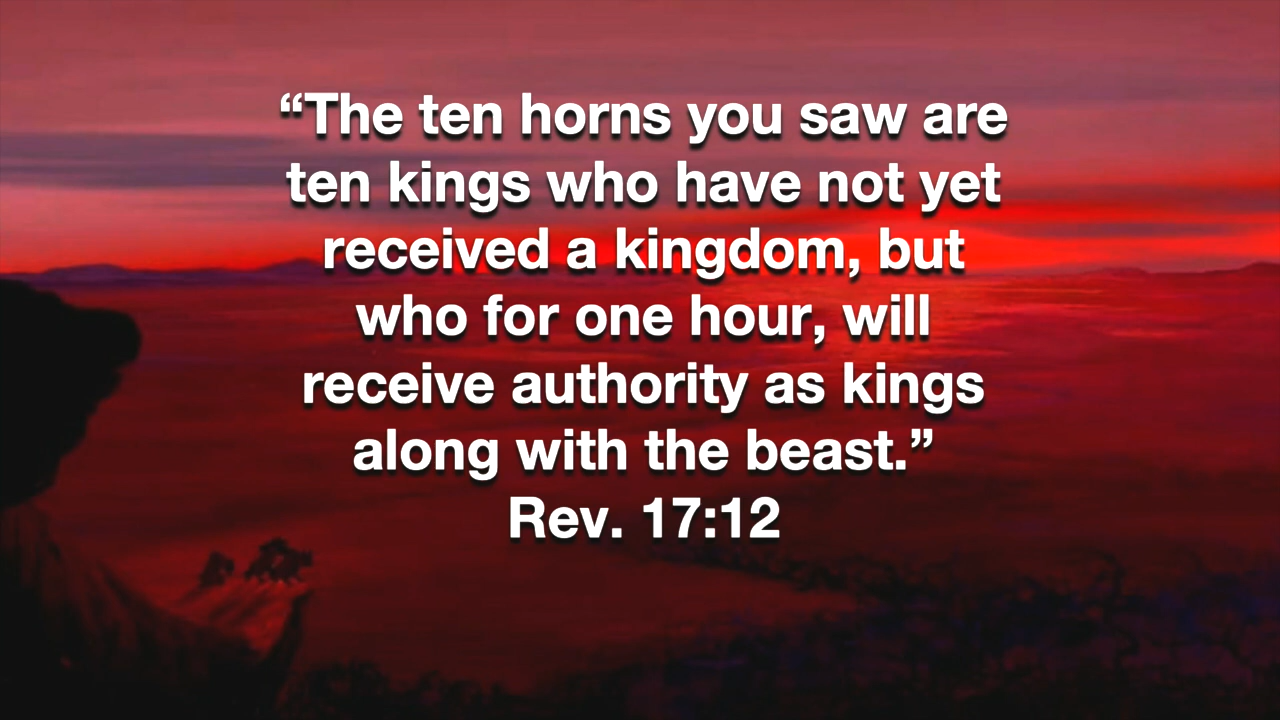 “The ten horns you saw are
ten kings who have not yet
received a kingdom, but
who for one hour, will
receive authority as kings
along with the beast.”
Rev. 17:12